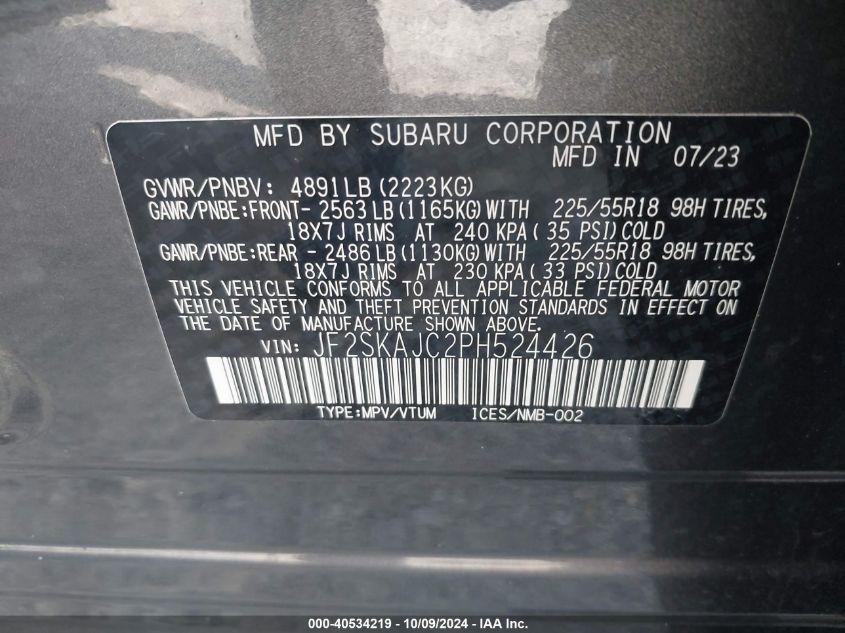 MFD BY SUBARU CORPORATION
MFD IN 07/23
GVWR/PNBV: 4891LB (2223KG)
GAWR/PNBE:FRONT- 2563 LB (1165KG) WITH 225/55R18 98H TIRES,
18X7J RIMS AT 240 KPA ( 35 PSI) COLD
GAWR/PNBE:REAR - 2486 LB (1130KG) WITH 225/55R18 98H TIRES,
18X7J RIMS AT 230 KPA ( 33 PSI) COLD
THIS VEHICLE CONFORMS TO ALL APPLICABLE FEDERAL MOTOR
VEHICLE SAFETY AND THEFT PREVENTION STANDARDS IN EFFECT ON
THE DATE OF MANUFACTURE SHOWN ABOVE.
VIN: JF2SKAJC2PH524426
TYPE:MPV/VTUM ICES/NMB-002
000-40534219 - 10/09/2024 - IAA Inc.